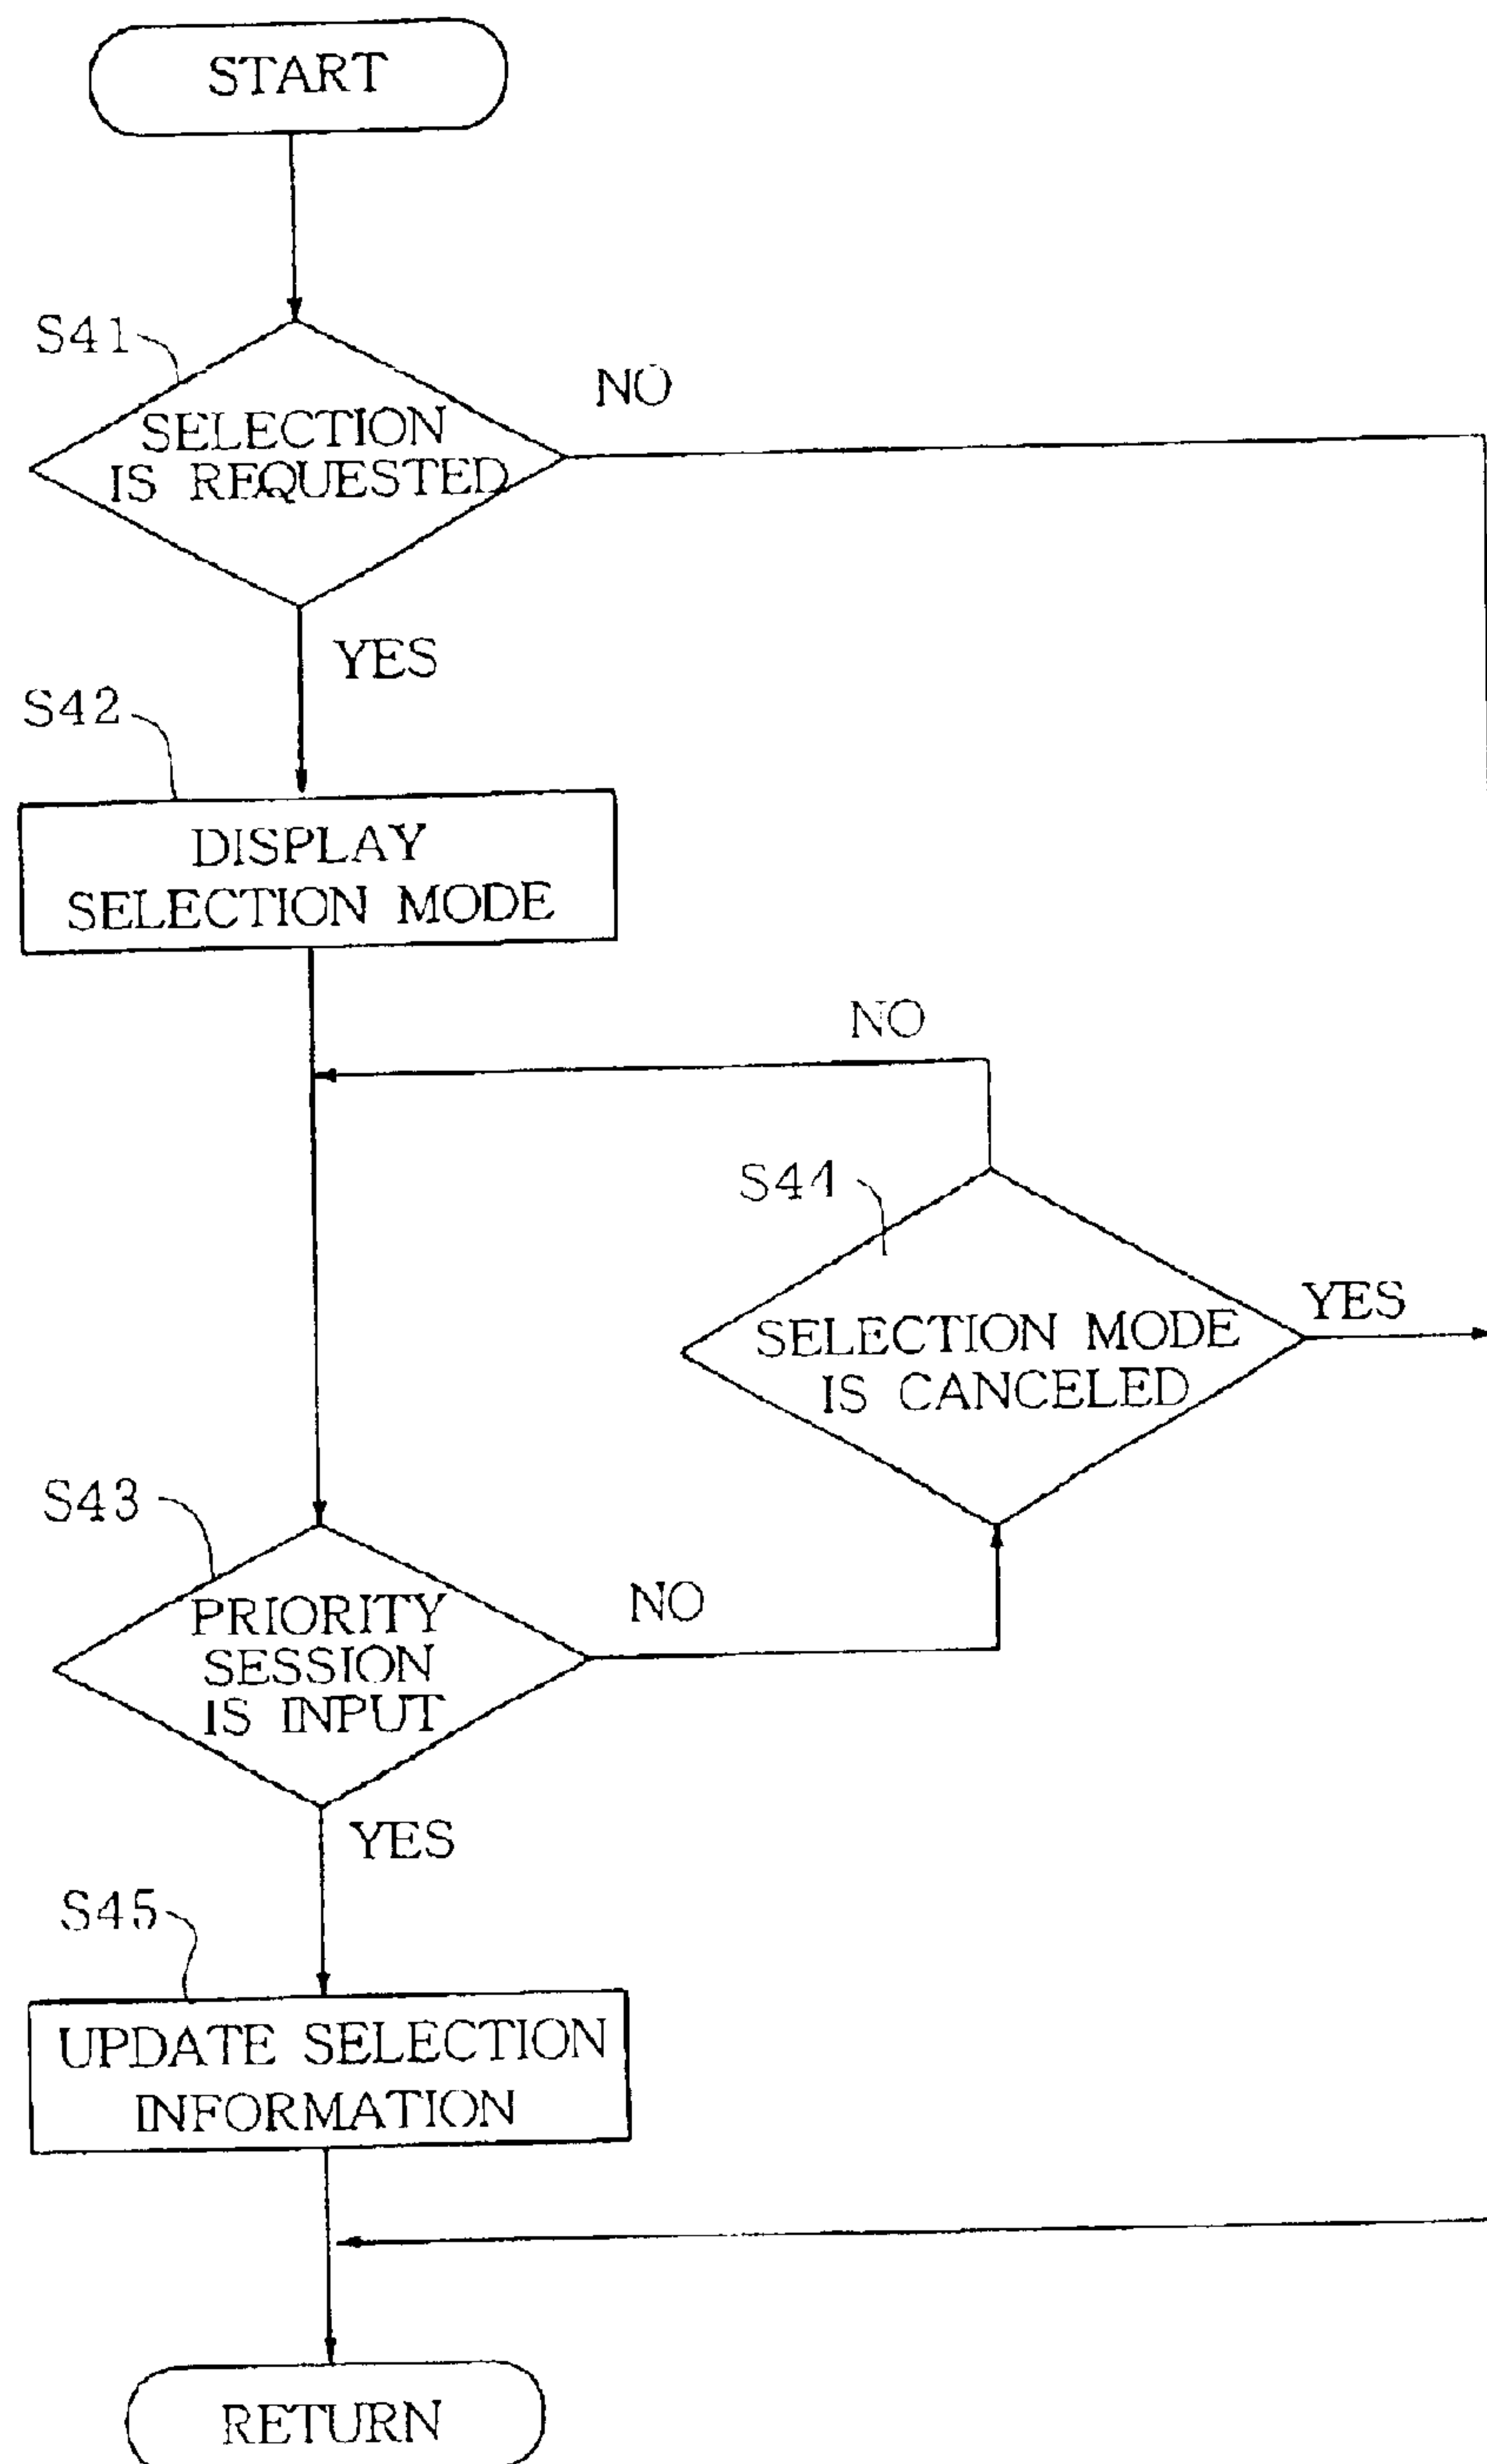 START
S41
NO
SELECTION
IS REQUESTED
YES
S42
DISPLAY
SELECTION MODE
NO
S44
YES
SELECTION MODE
IS CANCELED
S43
NO
PRIORITY
SESSION
IS INPUT
YES
S45
UPDATE SELECTION
INFORMATION
RETURN